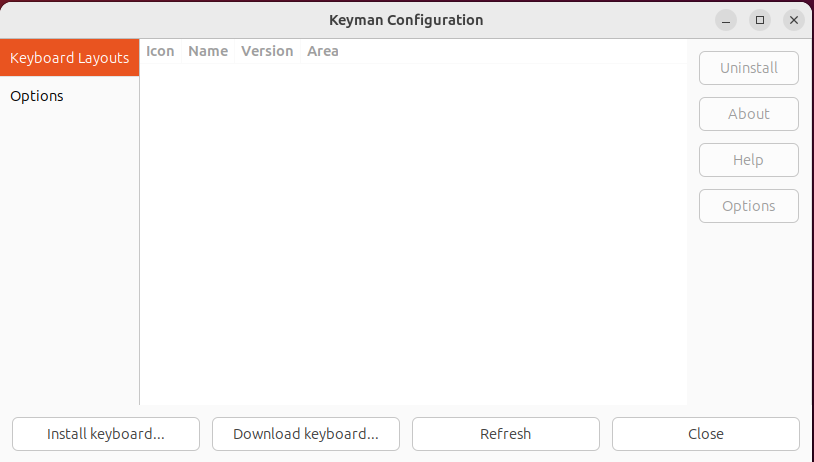 Keyman Configuration
Keyboard Layouts
Options
Icon Name Version Area
Uninstall
About
Help
Options
Install keyboard...
Download keyboard...
Refresh
Close